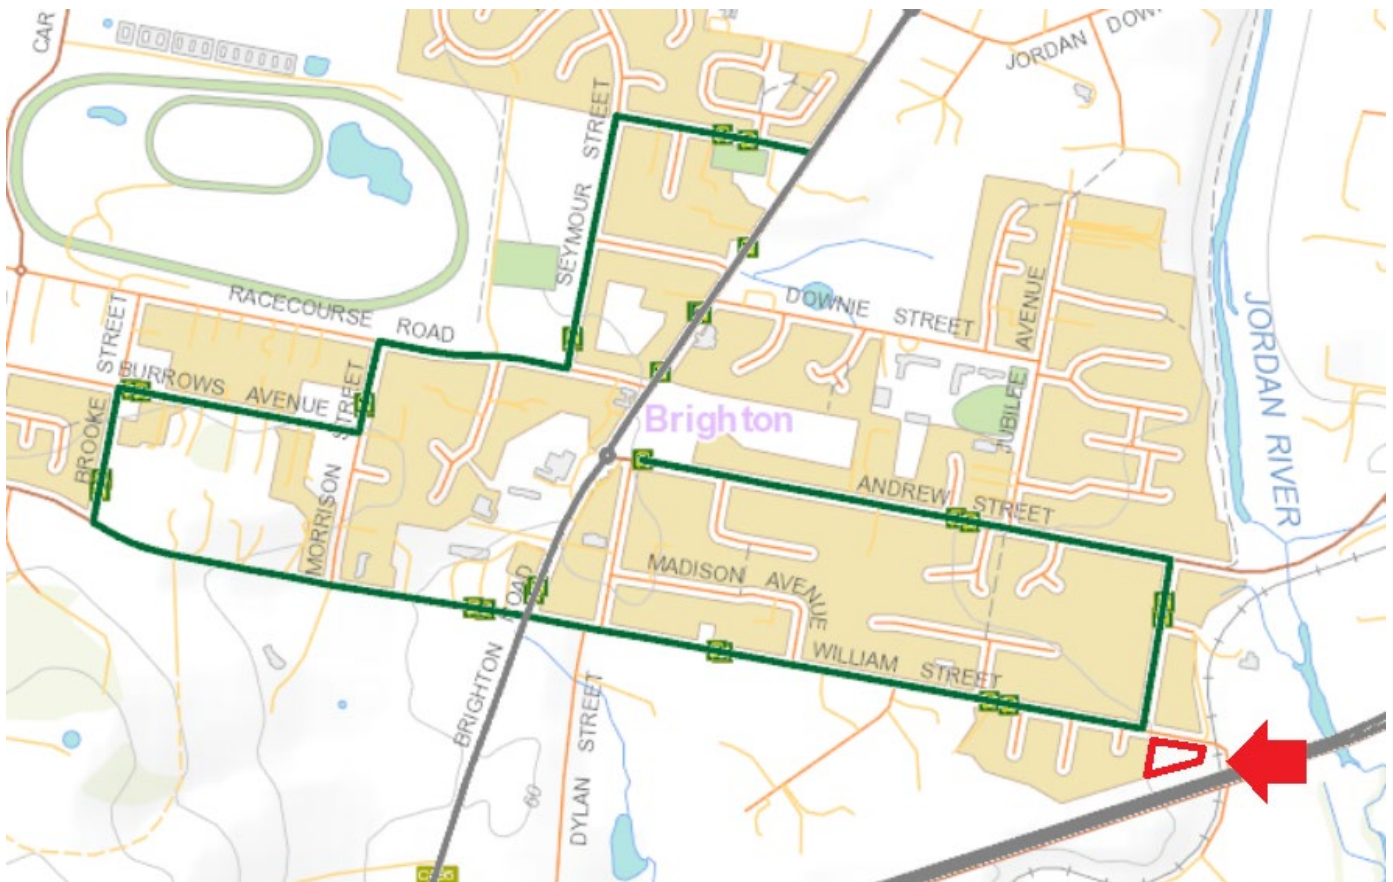 CAR
JORDAN DOW
SEYMOUR STREET
RACECOURSE ROAD
DOWNIE STREET
JUBILEE AVENUE
JORDAN RIVER
BROOKE STREET
BURROWS AVENUE
MORRISON STREET
Brighton
ANDREW STREET
MADISON AVENUE
WILLIAM STREET
BRIGHTON ROAD
DYLAN STREET
60